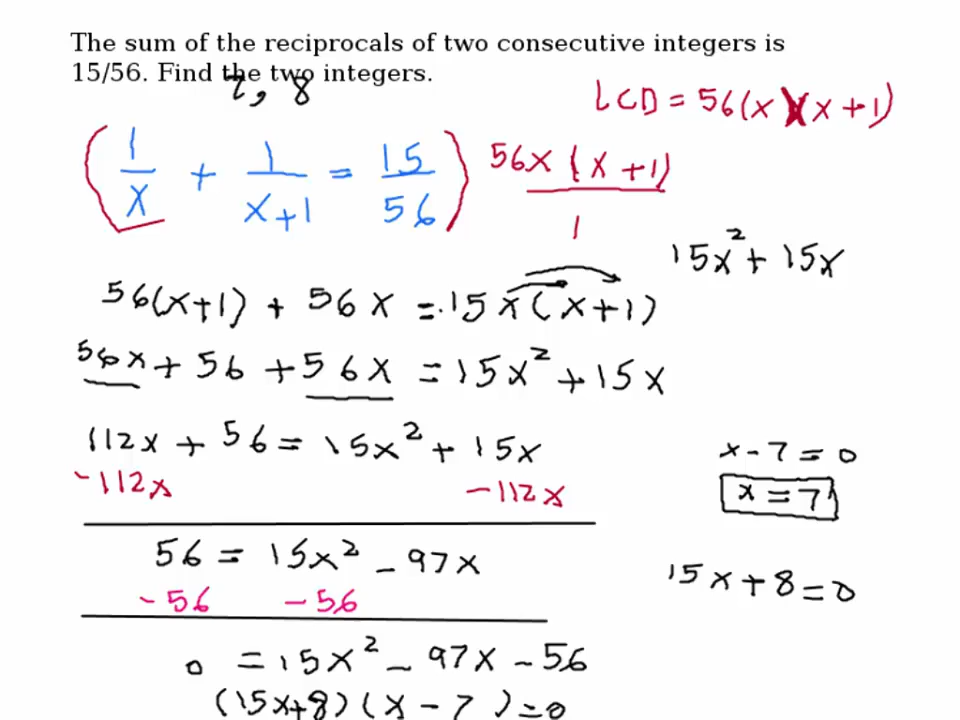 The sum of the reciprocals of two consecutive integers is
15/56. Find the two integers.
7, 8
LCD = 56(x)(x+1)
(1/x + 1/(x+1) = 15/56) 56x(x+1)/1
15x² + 15x
56(x+1) + 56x = 15x(x+1)
56x + 56 + 56x = 15x² + 15x
112x + 56 = 15x² + 15x
-112x -112x
x - 7 = 0
x = 7
56 = 15x² - 97x
15x + 8 = 0
-56 -56
0 = 15x² - 97x - 56
(15x+8)(x - 7) = 0